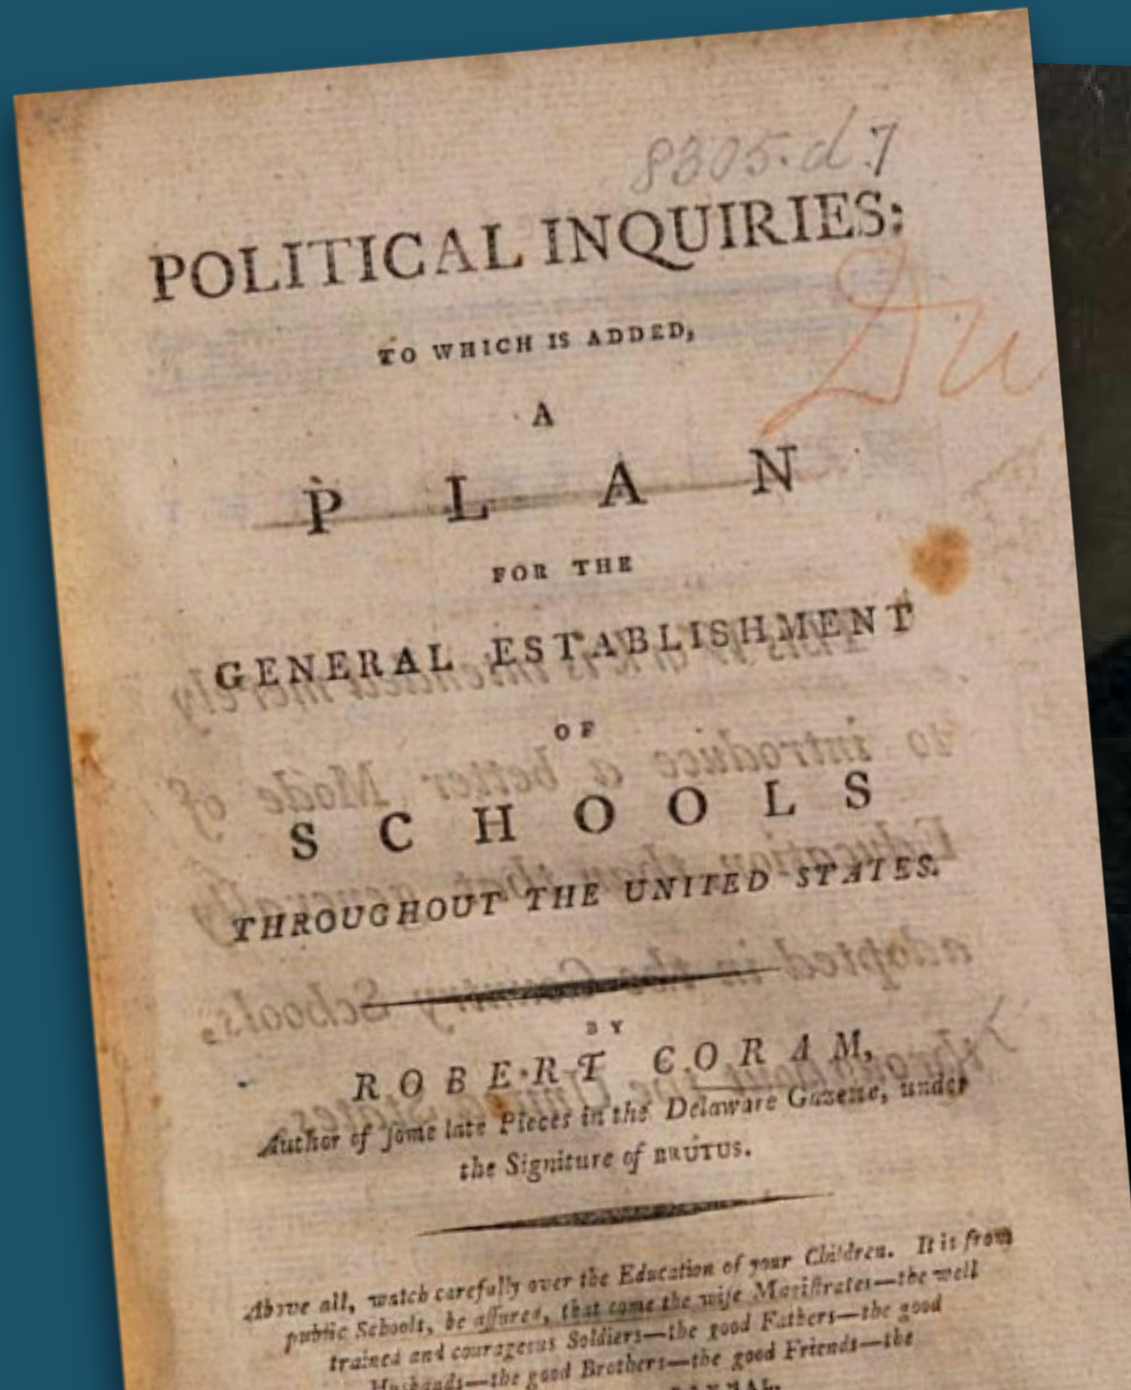 8305.d.7
POLITICAL INQUIRIES:
TO WHICH IS ADDED,
A
PLAN
FOR THE
GENERAL ESTABLISHMENT
OF
SCHOOLS
THROUGHOUT THE UNITED STATES.
BY
ROBERT CORAM,
Author of ſome late Pieces in the Delaware Gazette, under
the Signiture of BRUTUS.
Above all, watch carefully over the Education of your Children. It is from
public Schools, be aſſured, that come the wiſe Magiſtrates—the well
trained and courageous Soldiers—the good Fathers—the good
Husbands—the good Brothers—the good Friends—the
RAYNAL.